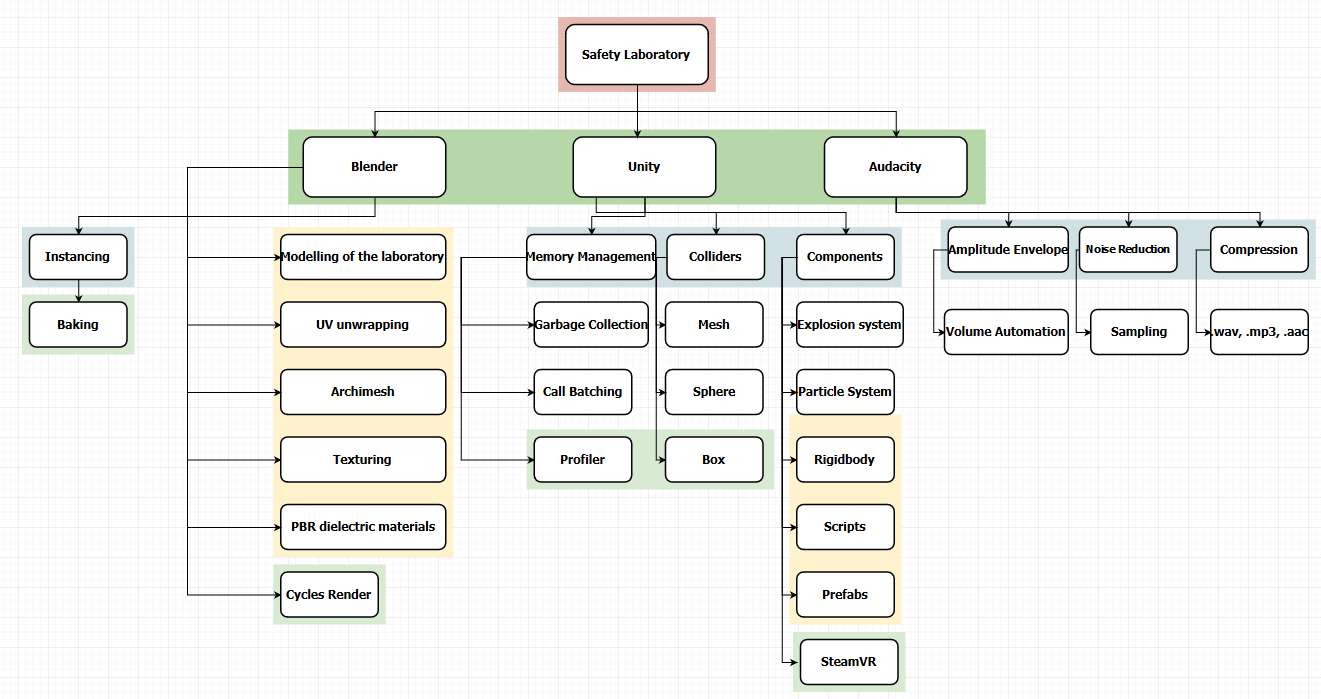 Safety Laboratory
Blender
Unity
Audacity
Instancing
Baking
Modelling of the laboratory
UV unwrapping
Archimesh
Texturing
PBR dielectric materials
Cycles Render
Memory Management
Colliders
Components
Garbage Collection
Mesh
Explosion system
Call Batching
Sphere
Particle System
Profiler
Box
Rigidbody
Scripts
Prefabs
SteamVR
Amplitude Envelope
Noise Reduction
Compression
Volume Automation
Sampling
.wav, .mp3, .aac